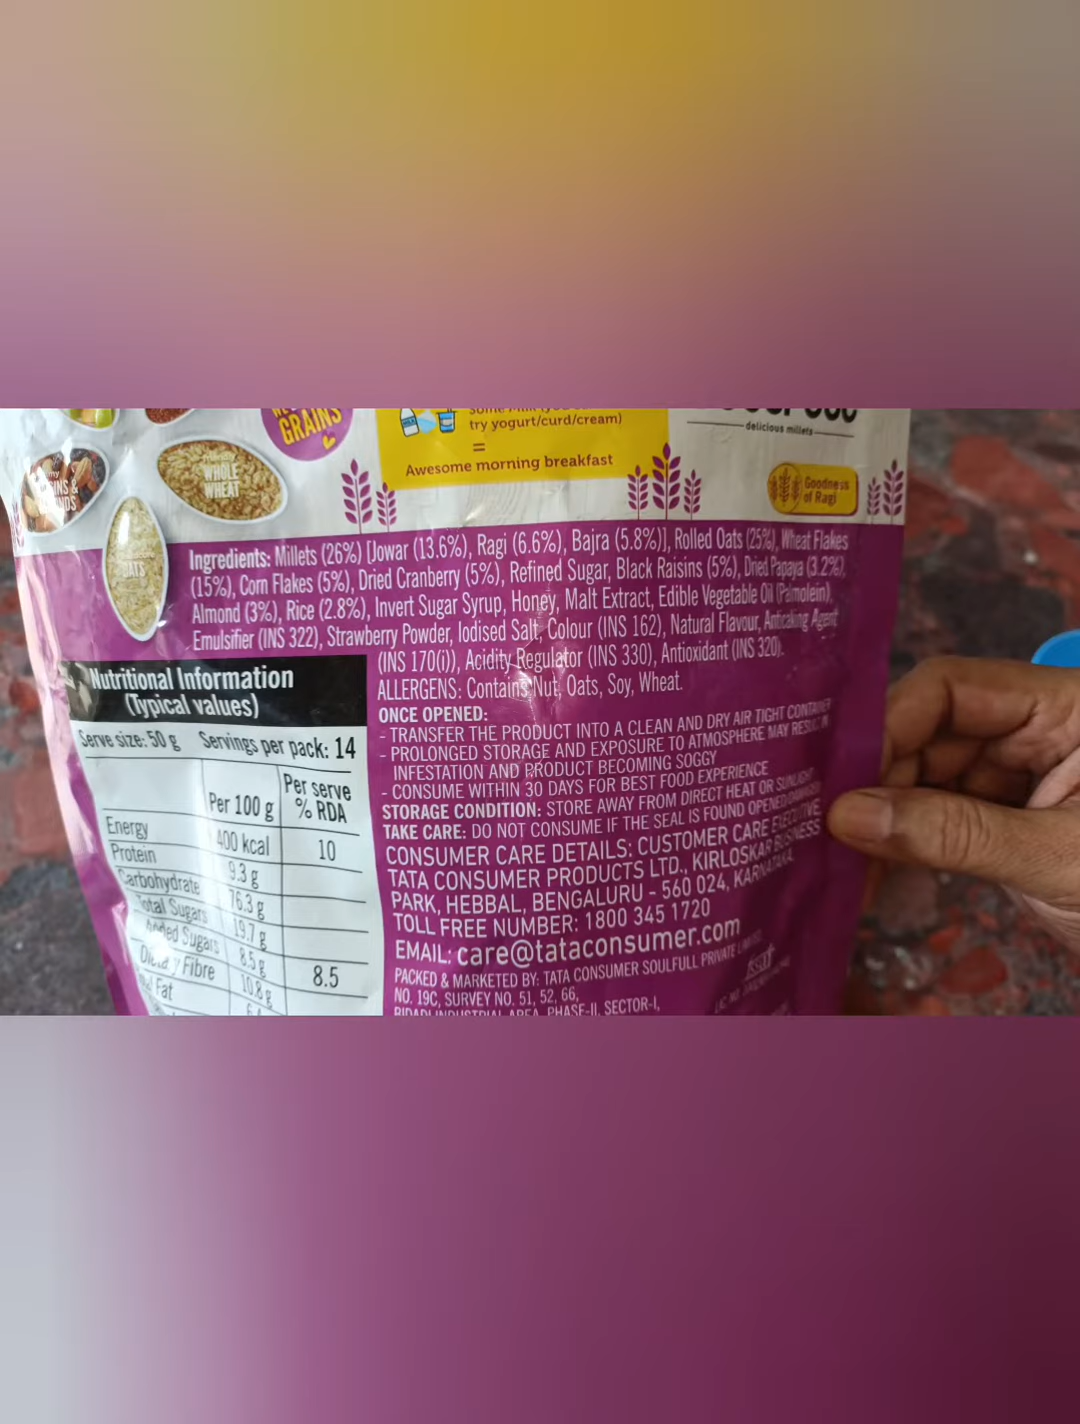 GRAINS
try yogurt/curd/cream)
=
Awesome morning breakfast
delicious millets
Goodness
of Ragi
WHOLE
WHEAT
OATS
Ingredients: Millets (26%) [Jowar (13.6%), Ragi (6.6%), Bajra (5.8%)], Rolled Oats (25%), Wheat Flakes
(15%), Corn Flakes (5%), Dried Cranberry (5%), Refined Sugar, Black Raisins (5%), Dried Papaya (3.2%),
Almond (3%), Rice (2.8%), Invert Sugar Syrup, Honey, Malt Extract, Edible Vegetable Oil (Palmolein),
Emulsifier (INS 322), Strawberry Powder, Iodised Salt, Colour (INS 162), Natural Flavour, Anticaking Agent
(INS 170(i)), Acidity Regulator (INS 330), Antioxidant (INS 320).
ALLERGENS: Contains Nut, Oats, Soy, Wheat.
ONCE OPENED:
- TRANSFER THE PRODUCT INTO A CLEAN AND DRY AIR TIGHT CONTAINER
- PROLONGED STORAGE AND EXPOSURE TO ATMOSPHERE MAY RESULT IN
INFESTATION AND PRODUCT BECOMING SOGGY
- CONSUME WITHIN 30 DAYS FOR BEST FOOD EXPERIENCE
STORAGE CONDITION: STORE AWAY FROM DIRECT HEAT OR SUNLIGHT
TAKE CARE: DO NOT CONSUME IF THE SEAL IS FOUND OPENED/DAMAGED
CONSUMER CARE DETAILS: CUSTOMER CARE EXECUTIVE,
TATA CONSUMER PRODUCTS LTD., KIRLOSKAR BUSINESS
PARK, HEBBAL, BENGALURU - 560 024, KARNATAKA.
TOLL FREE NUMBER: 1800 345 1720
EMAIL: care@tataconsumer.com
PACKED & MARKETED BY: TATA CONSUMER SOULFULL PRIVATE LIMITED
NO. 19C, SURVEY NO. 51, 52, 66,
BIDADI INDUSTRIAL AREA, PHASE-II, SECTOR-I,
fssai
Nutritional Information
(Typical values)
Serve size: 50 g Servings per pack: 14
Per 100 g Per serve % RDA
Energy 400 kcal 10
Protein 9.3 g
Carbohydrate 76.3 g
Total Sugars 19.7 g
Added Sugars 8.5 g 8.5
Dietary Fibre 10.8 g
Fat